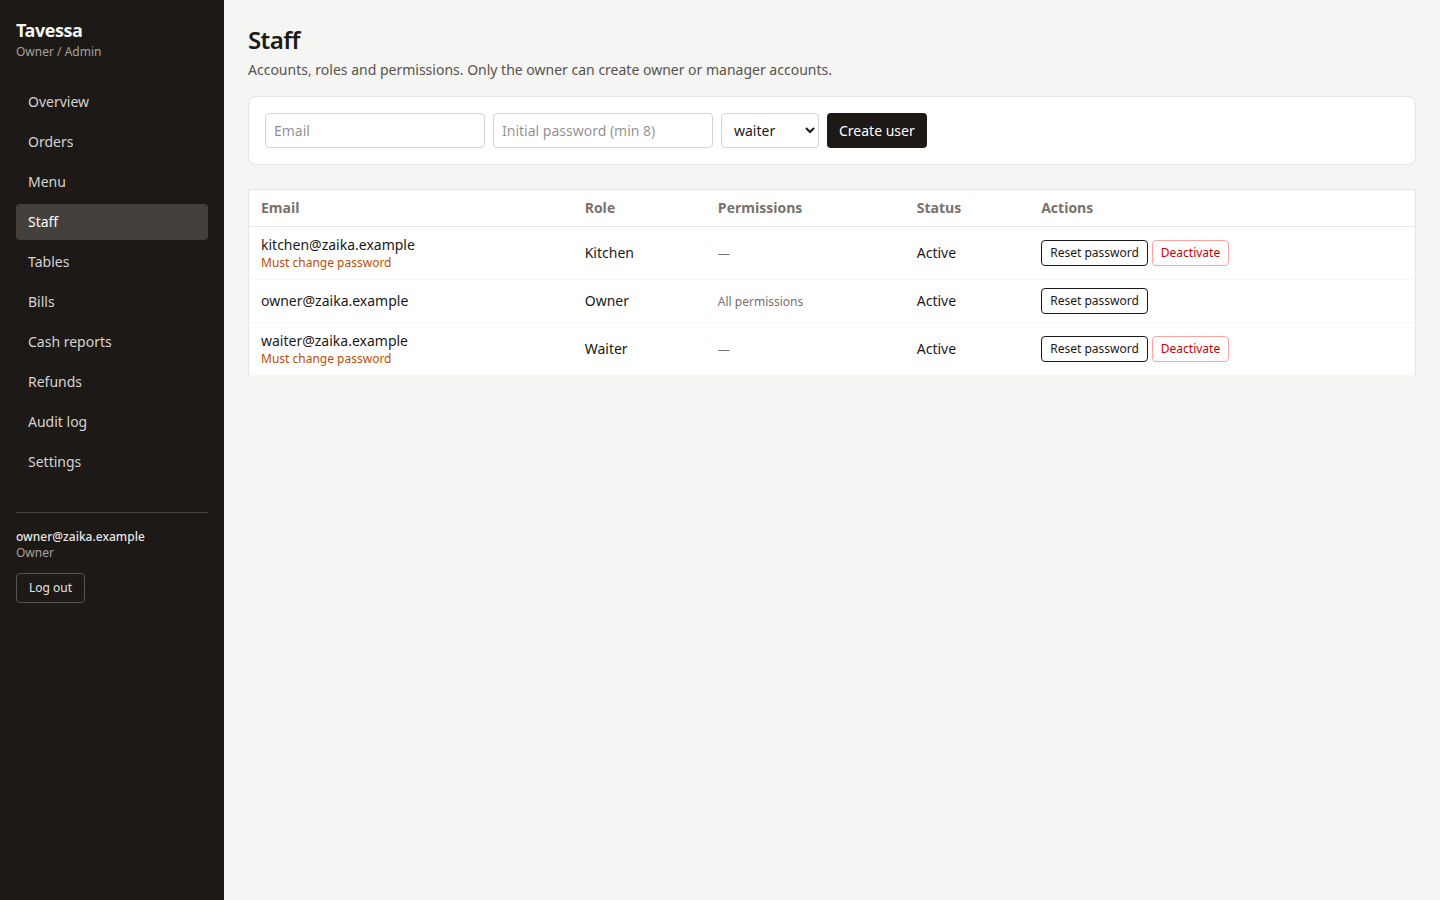 Tavessa
Owner / Admin
Overview
Orders
Menu
Staff
Tables
Bills
Cash reports
Refunds
Audit log
Settings
owner@zaika.example
Owner
Log out
Staff
Accounts, roles and permissions. Only the owner can create owner or manager accounts.
Email Initial password (min 8) waiter Create user
Email Role Permissions Status Actions
kitchen@zaika.example
Must change password
Kitchen — Active Reset password Deactivate
owner@zaika.example Owner All permissions Active Reset password
waiter@zaika.example
Must change password
Waiter — Active Reset password Deactivate